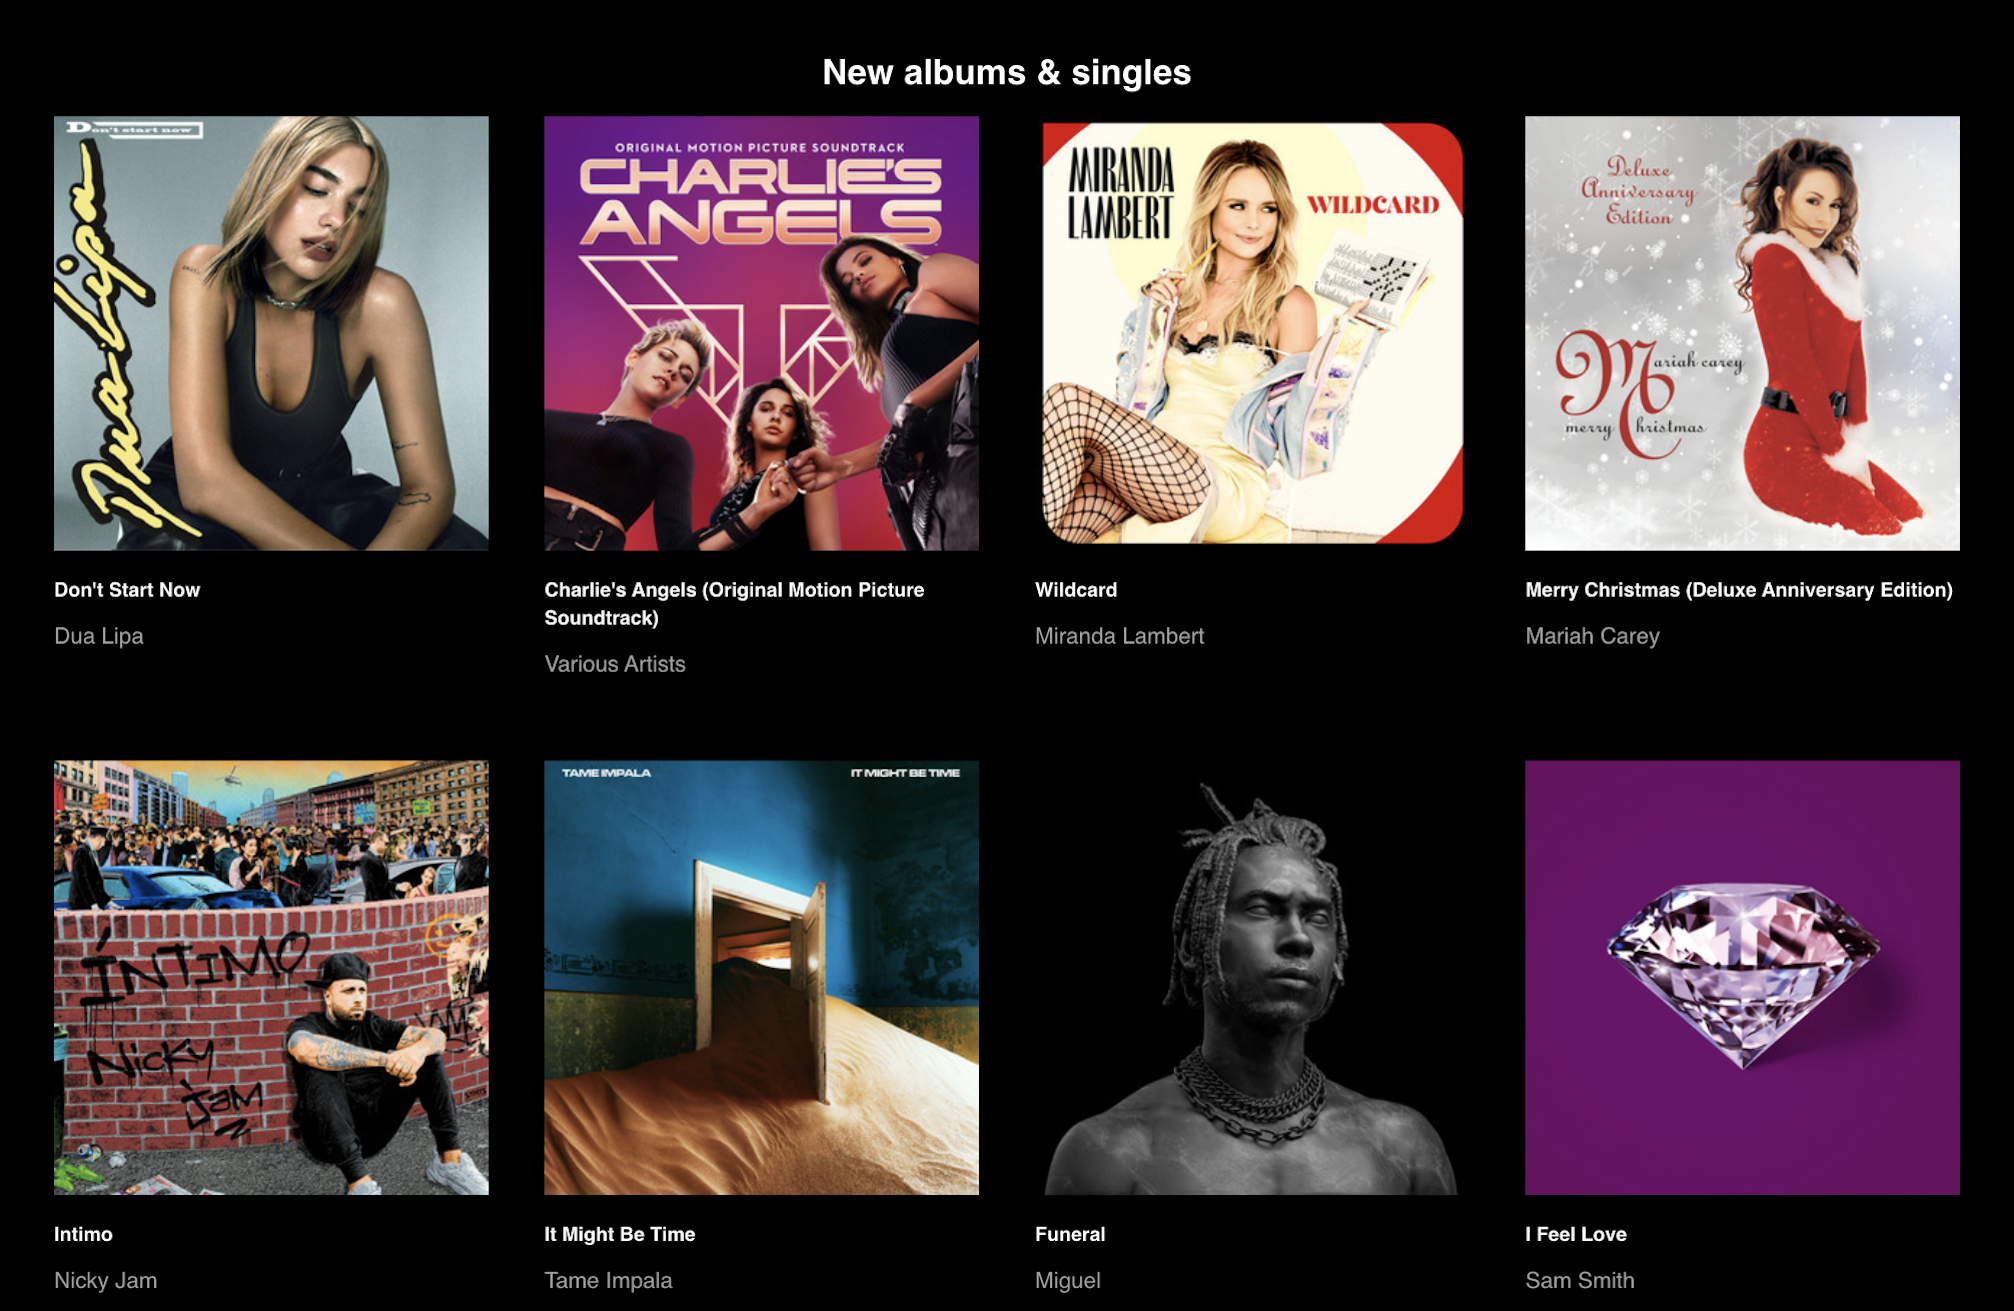 New albums & singles
Don't start now
Dua Lipa
ORIGINAL MOTION PICTURE SOUNDTRACK
CHARLIE'S
ANGELS
MIRANDA
LAMBERT
WILDCARD
Deluxe
Anniversary
Edition
Mariah carey
merry Christmas
Don't Start Now
Dua Lipa
Charlie's Angels (Original Motion Picture
Soundtrack)
Various Artists
Wildcard
Miranda Lambert
Merry Christmas (Deluxe Anniversary Edition)
Mariah Carey
ÍNTIMO
Nicky
Jam
TAME IMPALA
IT MIGHT BE TIME
Intimo
Nicky Jam
It Might Be Time
Tame Impala
Funeral
Miguel
I Feel Love
Sam Smith